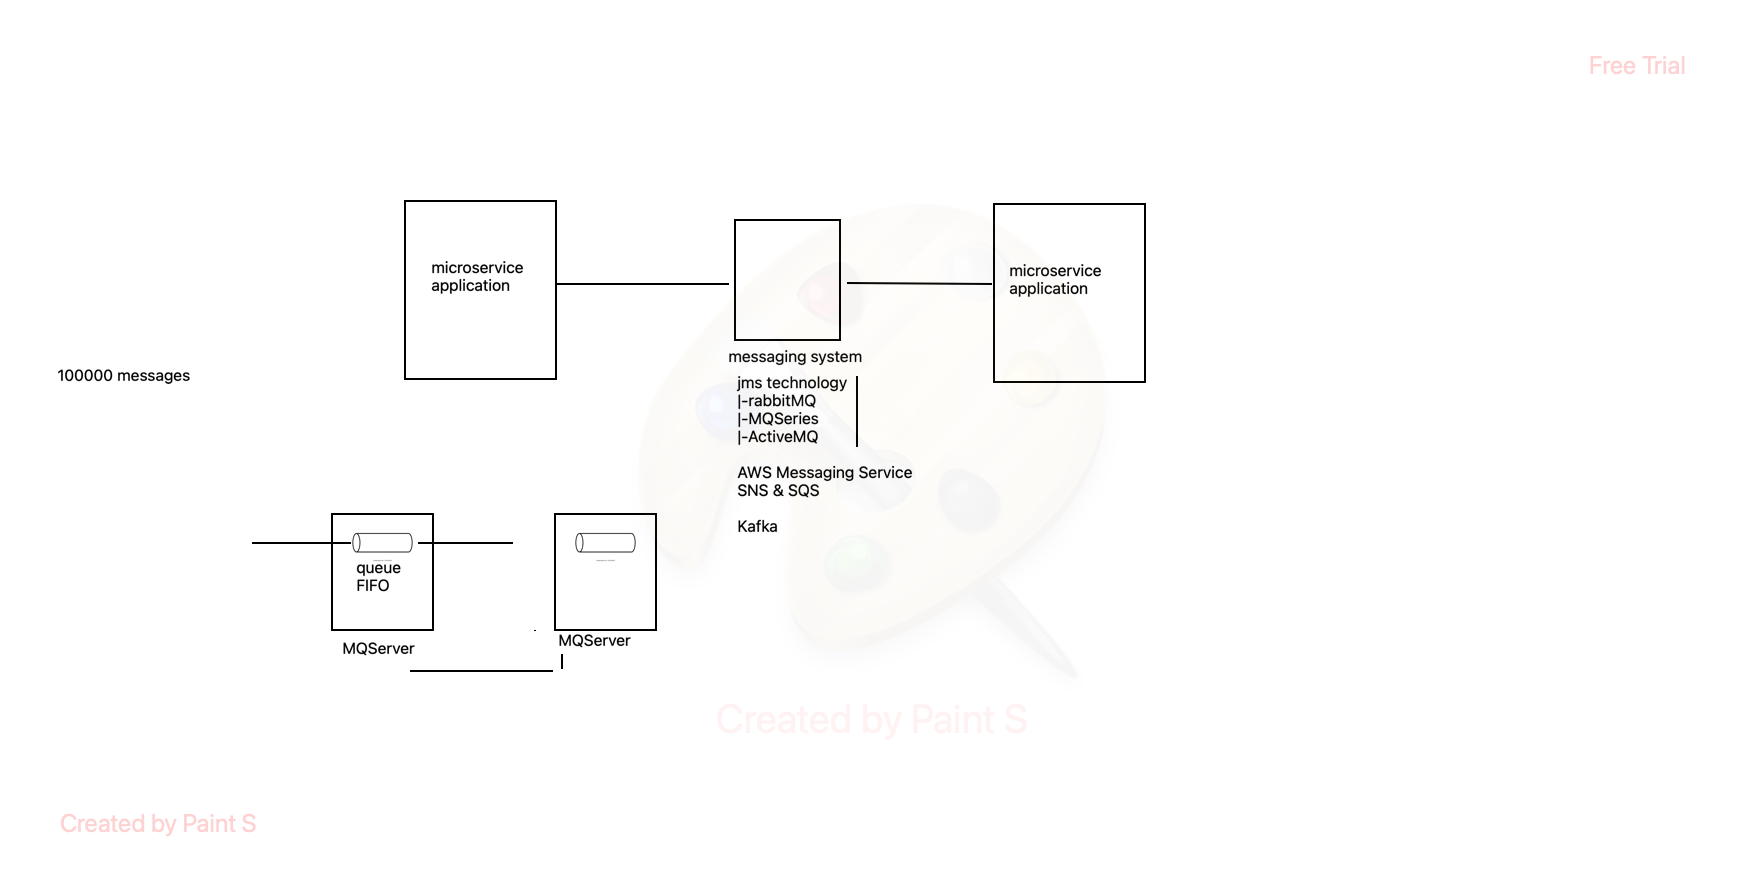 Free Trial
microservice
application
microservice
application
messaging system
100000 messages
jms technology
|-rabbitMQ
|-MQSeries
|-ActiveMQ
AWS Messaging Service
SNS & SQS
Kafka
queue
FIFO
MQServer
MQServer
Created by Paint S
Created by Paint S